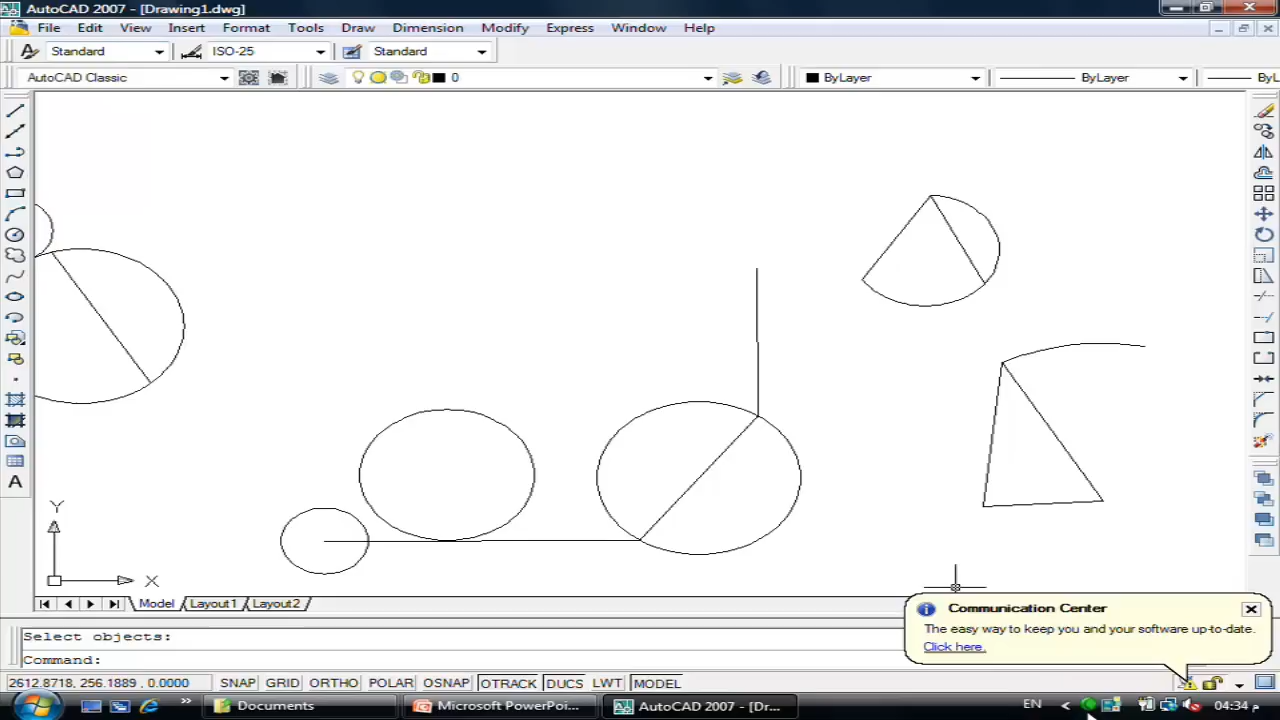 AutoCAD 2007 - [Drawing1.dwg]
File Edit View Insert Format Tools Draw Dimension Modify Express Window Help
Standard ISO-25 Standard
AutoCAD Classic 0 ByLayer ByLayer ByL
Y
X
Model Layout1 Layout2
Select objects:
Command:
Communication Center
The easy way to keep you and your software up-to-date.
Click here.
2612.8718, 256.1889 , 0.0000 SNAP GRID ORTHO POLAR OSNAP OTRACK DUCS LWT MODEL
Documents Microsoft PowerPoi... AutoCAD 2007 - [Dr... EN 04:34 م